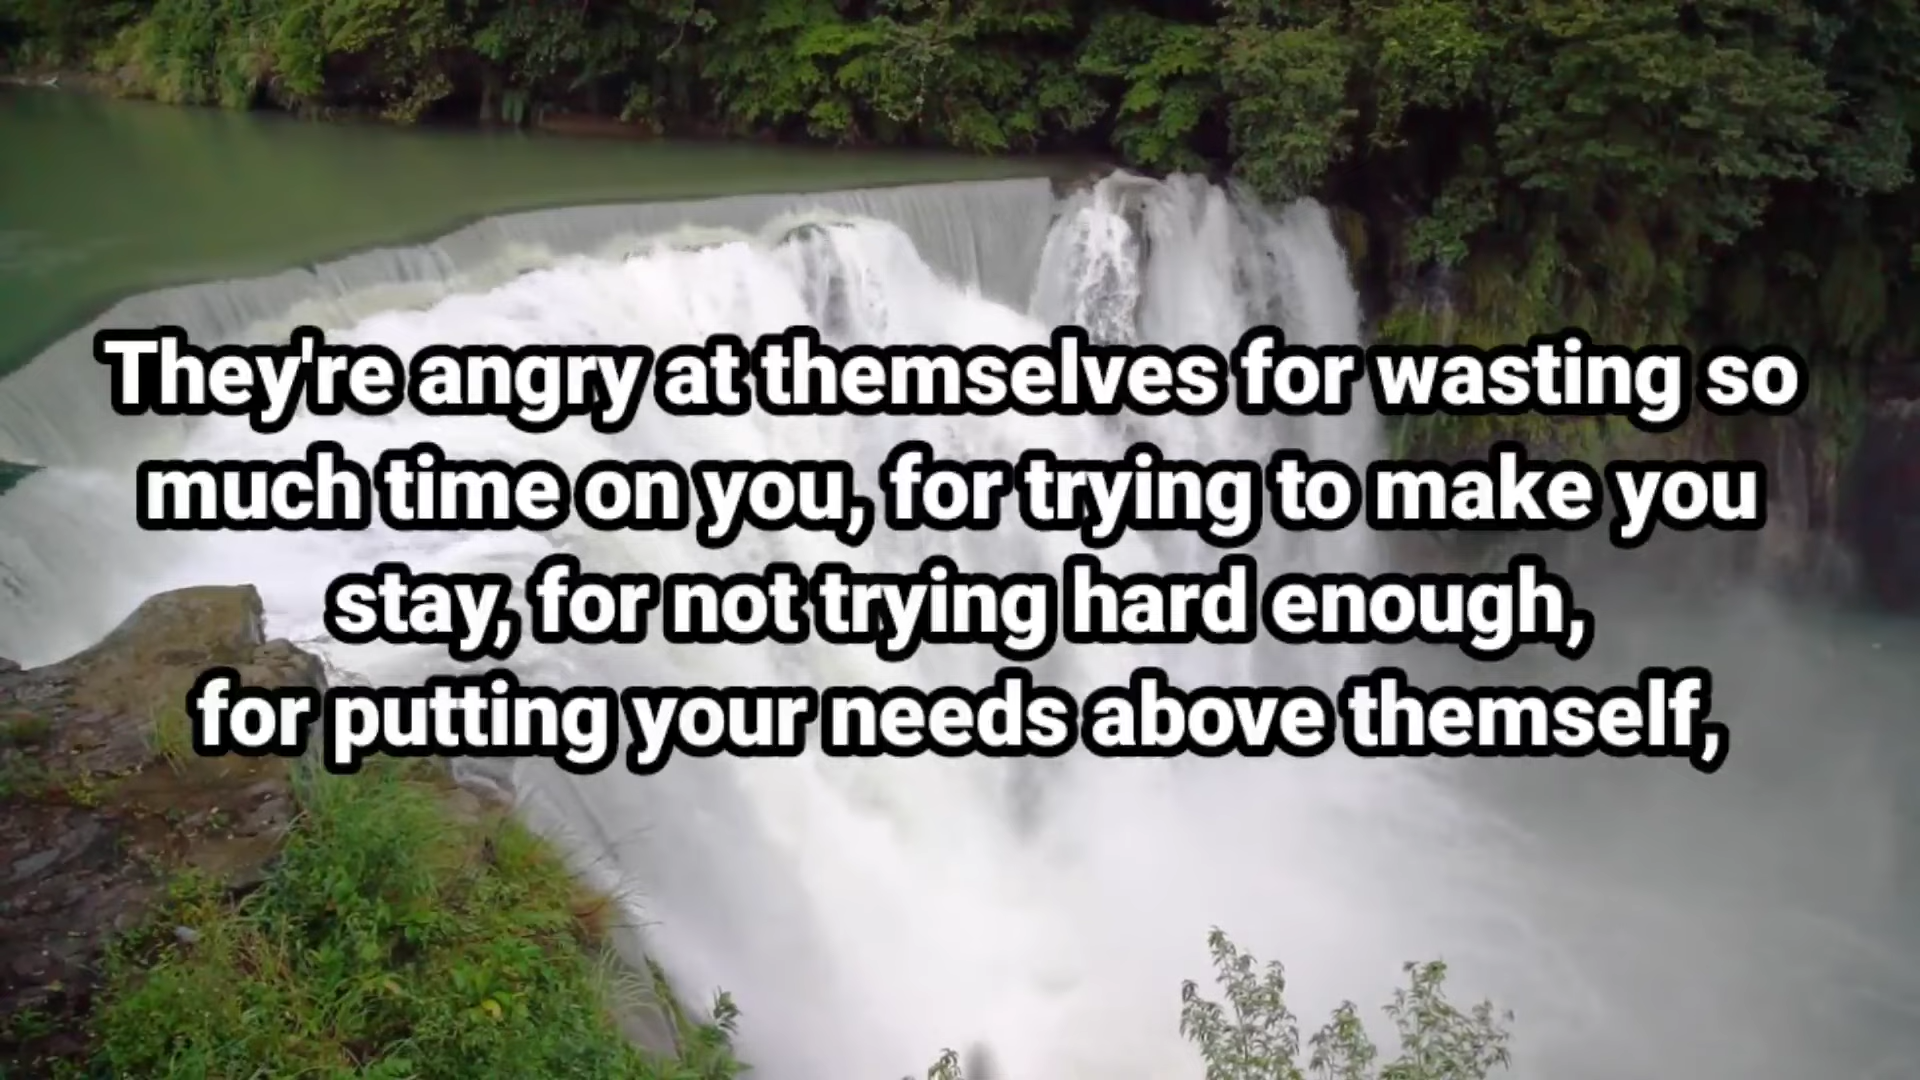 They're angry at themselves for wasting so
much time on you, for trying to make you
stay, for not trying hard enough,
for putting your needs above themself,